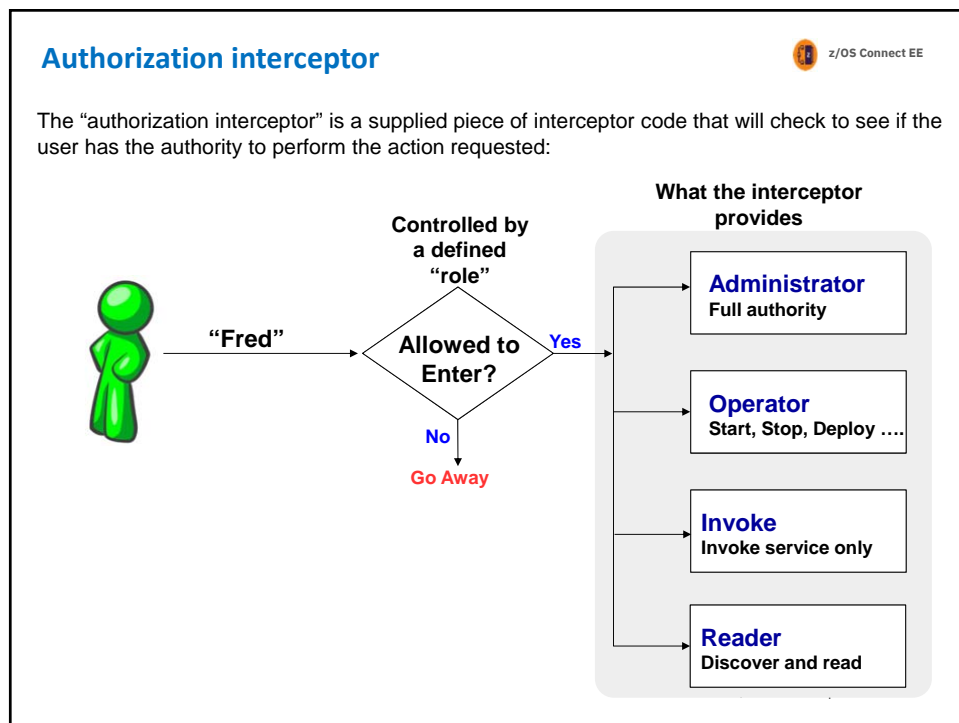 Authorization interceptor
z/OS Connect EE
The “authorization interceptor” is a supplied piece of interceptor code that will check to see if the
user has the authority to perform the action requested:
What the interceptor
provides
Controlled by
a defined
“role”
“Fred”
Allowed to
Enter?
Yes
No
Go Away
Administrator
Full authority
Operator
Start, Stop, Deploy ….
Invoke
Invoke service only
Reader
Discover and read